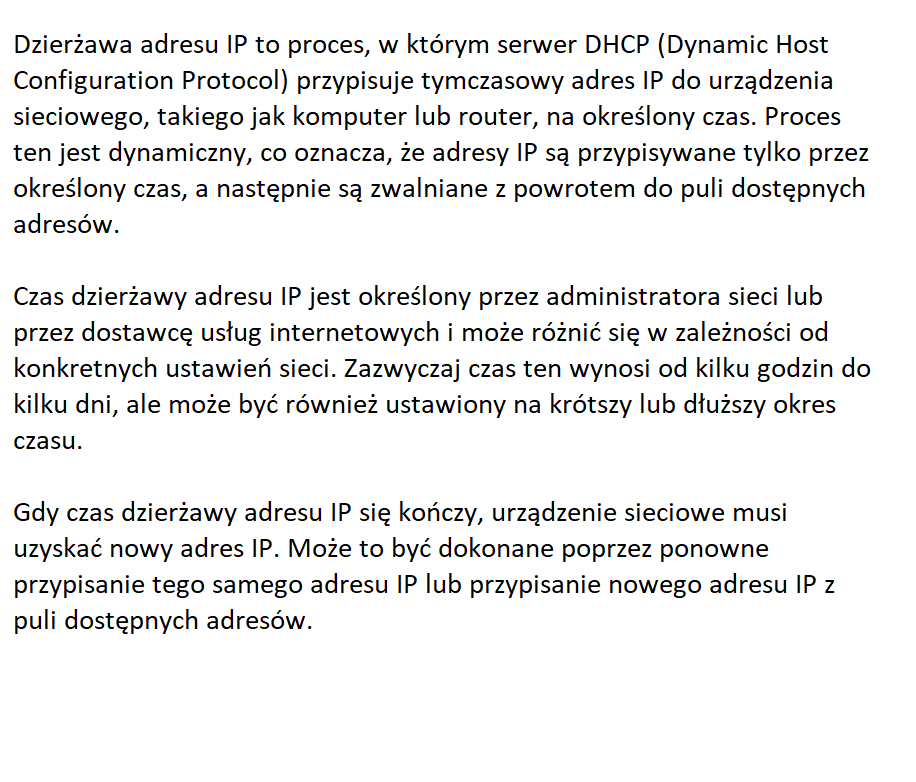 Dzierżawa adresu IP to proces, w którym serwer DHCP (Dynamic Host
Configuration Protocol) przypisuje tymczasowy adres IP do urządzenia
sieciowego, takiego jak komputer lub router, na określony czas. Proces
ten jest dynamiczny, co oznacza, że adresy IP są przypisywane tylko przez
określony czas, a następnie są zwalniane z powrotem do puli dostępnych
adresów.
Czas dzierżawy adresu IP jest określony przez administratora sieci lub
przez dostawcę usług internetowych i może różnić się w zależności od
konkretnych ustawień sieci. Zazwyczaj czas ten wynosi od kilku godzin do
kilku dni, ale może być również ustawiony na krótszy lub dłuższy okres
czasu.
Gdy czas dzierżawy adresu IP się kończy, urządzenie sieciowe musi
uzyskać nowy adres IP. Może to być dokonane poprzez ponowne
przypisanie tego samego adresu IP lub przypisanie nowego adresu IP z
puli dostępnych adresów.